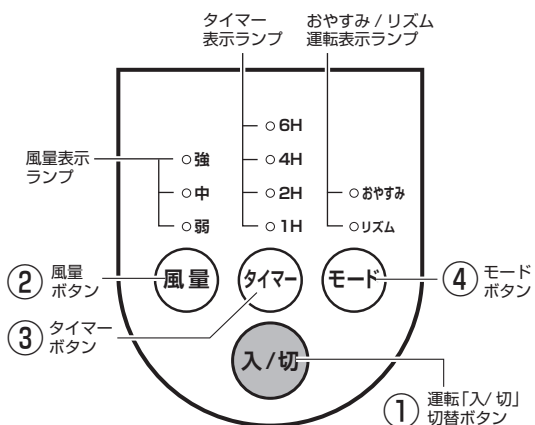 タイマー
表示ランプ
おやすみ / リズム
運転表示ランプ
風量表示
ランプ
強
中
弱
6H
4H
2H
1H
おやすみ
リズム
② 風量
ボタン
風量
タイマー
モード
④ モード
ボタン
③ タイマー
ボタン
入/切
① 運転「入/切」
切替ボタン